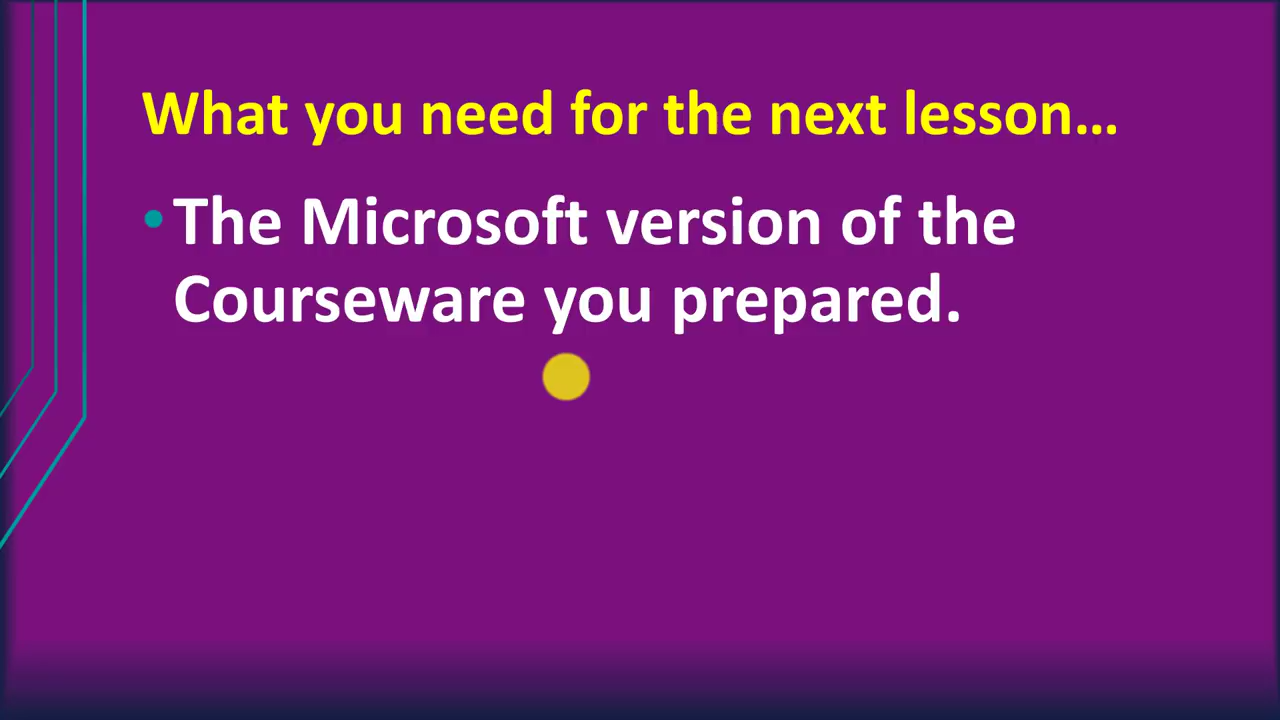 What you need for the next lesson…
• The Microsoft version of the
Courseware you prepared.